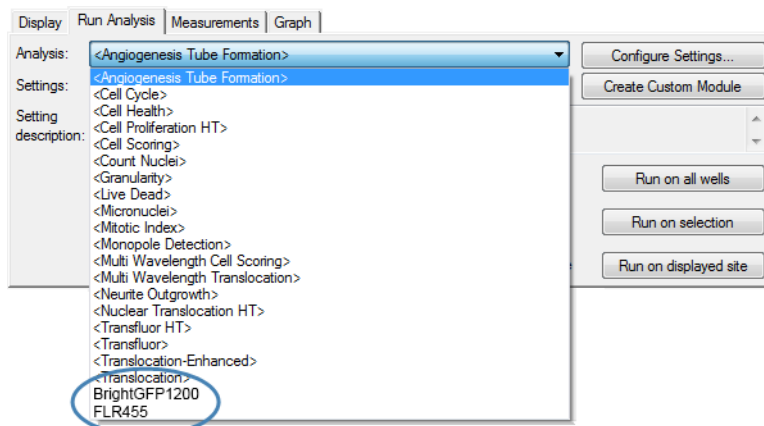 Display Run Analysis Measurements Graph
Analysis: <Angiogenesis Tube Formation> Configure Settings...
<Angiogenesis Tube Formation>
Settings: Create Custom Module
<Cell Cycle>
<Cell Health>
Setting description:
<Cell Proliferation HT>
<Cell Scoring>
<Count Nuclei>
<Granularity> Run on all wells
<Live Dead>
<Micronuclei>
<Mitotic Index> Run on selection
<Monopole Detection>
<Multi Wavelength Cell Scoring> Run on displayed site
<Multi Wavelength Translocation>
<Neurite Outgrowth>
<Nuclear Translocation HT>
<Transfluor HT>
<Transfluor>
<Translocation-Enhanced>
<Translocation>
BrightGFP1200
FLR455